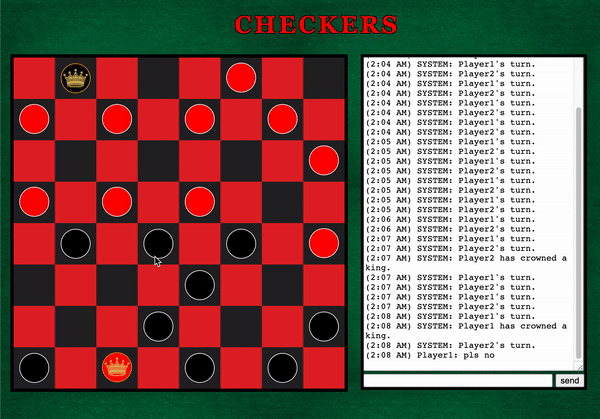 CHECKERS
(2:04 AM) SYSTEM: Player1's turn.
(2:04 AM) SYSTEM: Player2's turn.
(2:04 AM) SYSTEM: Player1's turn.
(2:04 AM) SYSTEM: Player2's turn.
(2:04 AM) SYSTEM: Player1's turn.
(2:04 AM) SYSTEM: Player2's turn.
(2:04 AM) SYSTEM: Player1's turn.
(2:04 AM) SYSTEM: Player2's turn.
(2:05 AM) SYSTEM: Player1's turn.
(2:05 AM) SYSTEM: Player2's turn.
(2:05 AM) SYSTEM: Player1's turn.
(2:05 AM) SYSTEM: Player2's turn.
(2:05 AM) SYSTEM: Player1's turn.
(2:05 AM) SYSTEM: Player2's turn.
(2:05 AM) SYSTEM: Player1's turn.
(2:05 AM) SYSTEM: Player2's turn.
(2:06 AM) SYSTEM: Player1's turn.
(2:06 AM) SYSTEM: Player2's turn.
(2:07 AM) SYSTEM: Player1's turn.
(2:07 AM) SYSTEM: Player2's turn.
(2:07 AM) SYSTEM: Player2 has crowned a
king.
(2:07 AM) SYSTEM: Player1's turn.
(2:07 AM) SYSTEM: Player2's turn.
(2:07 AM) SYSTEM: Player1's turn.
(2:07 AM) SYSTEM: Player2's turn.
(2:08 AM) SYSTEM: Player1's turn.
(2:08 AM) SYSTEM: Player1 has crowned a
king.
(2:08 AM) SYSTEM: Player2's turn.
(2:08 AM) Player1: pls no
send